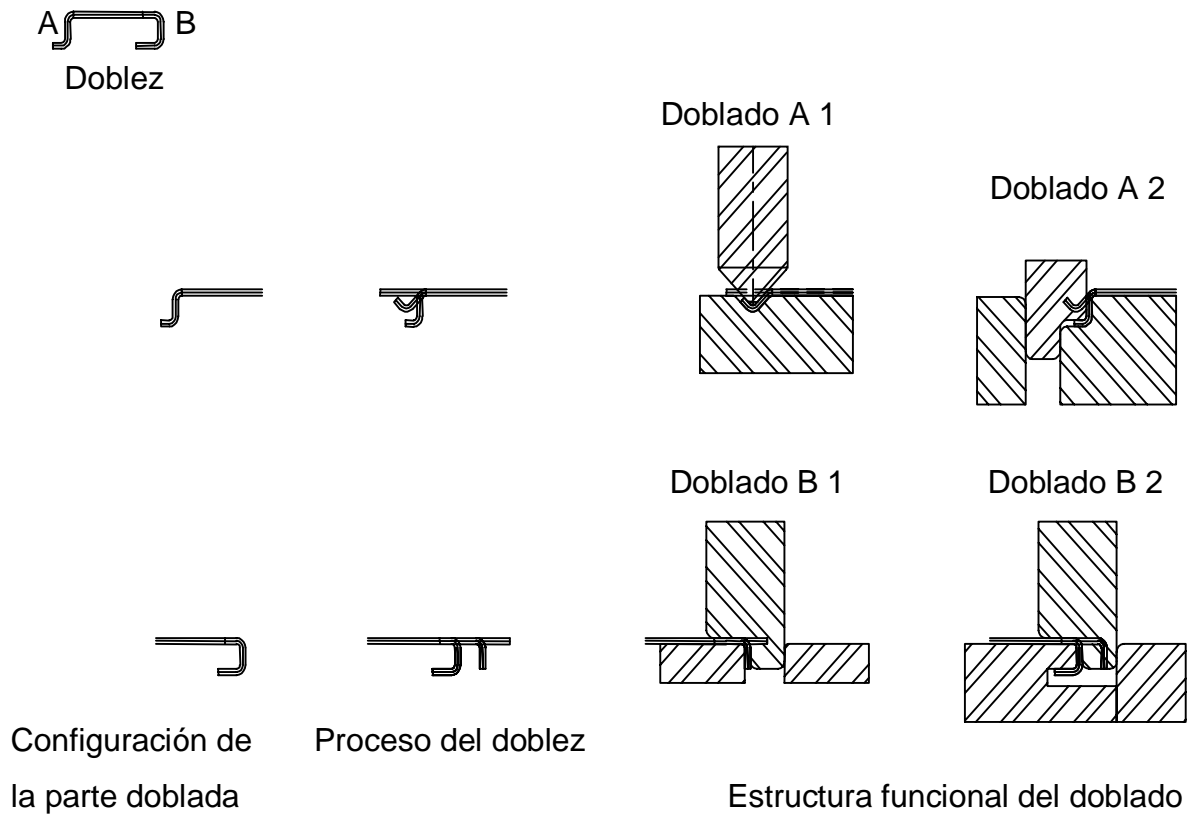 A B
Doblez
Doblado A 1
Doblado A 2
Doblado B 1
Doblado B 2
Configuración de
la parte doblada
Proceso del doblez
Estructura funcional del doblado